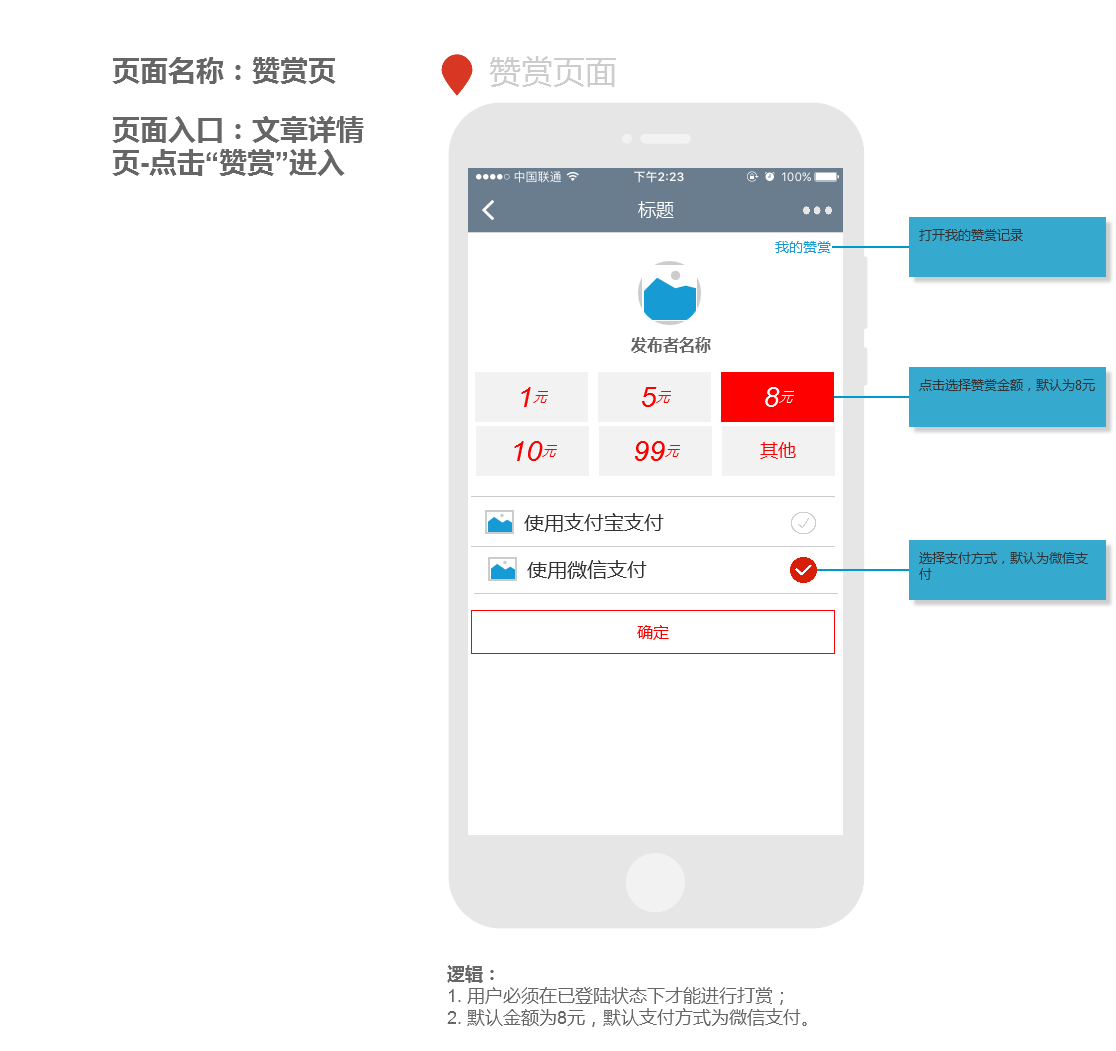 页面名称：赞赏页
页面入口：文章详情
页-点击“赞赏”进入
赞赏页面
中国联通
下午2:23
100%
标题
我的赞赏
打开我的赞赏记录
发布者名称
1元
5元
8元
点击选择赞赏金额，默认为8元
10元
99元
其他
使用支付宝支付
使用微信支付
选择支付方式，默认为微信支
付
确定
逻辑：
1. 用户必须在已登陆状态下才能进行打赏；
2. 默认金额为8元，默认支付方式为微信支付。